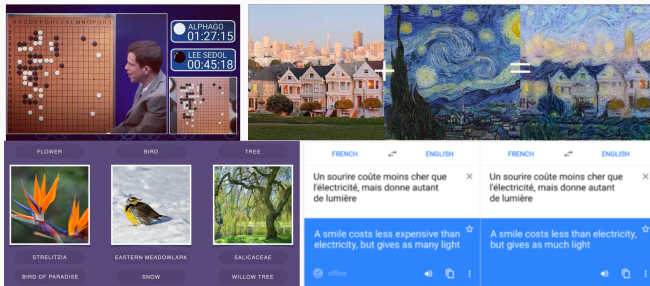 A B C D E F G H J K L M N O P Q R S
ALPHAGO
01:27:15
LEE SEDOL
00:45:18
+
=
FLOWER
BIRD
TREE
STRELITZIA
EASTERN MEADOWLARK
SALICACEAE
BIRD OF PARADISE
SNOW
WILLOW TREE
FRENCH
ENGLISH
Un sourire coûte moins cher que
l'électricité, mais donne autant
de lumière
A smile costs less expensive than
electricity, but gives as many light
offline
FRENCH
ENGLISH
Un sourire coûte moins cher que
l'électricité, mais donne autant
de lumière
A smile costs less than electricity,
but gives as much light